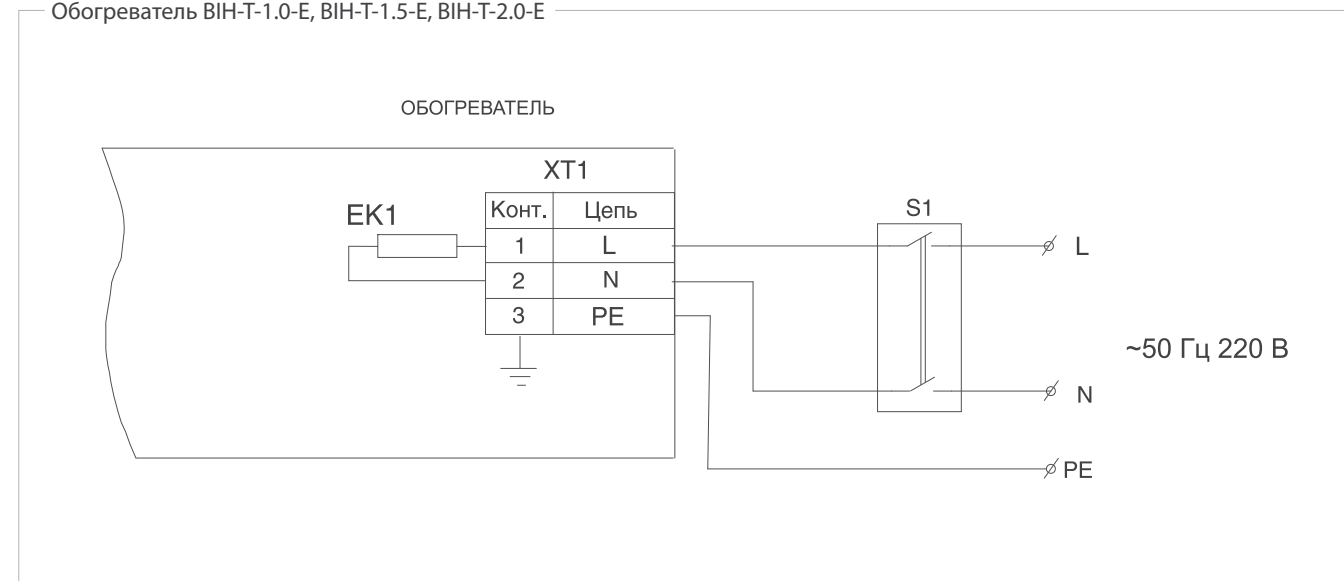 Обогреватель BIH-T-1.0-E, BIH-T-1.5-E, BIH-T-2.0-E
ОБОГРЕВАТЕЛЬ
XT1
EK1
Конт. Цепь
1 L
2 N
3 PE
S1
L
~50 Гц 220 В
N
PE